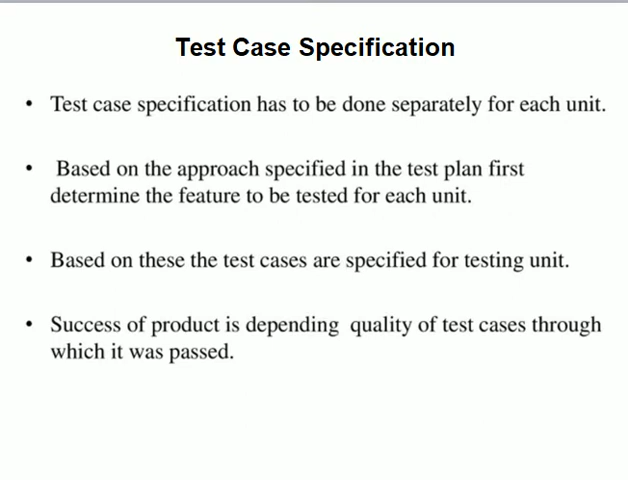 Test Case Specification
• Test case specification has to be done separately for each unit.
• Based on the approach specified in the test plan first
determine the feature to be tested for each unit.
• Based on these the test cases are specified for testing unit.
• Success of product is depending quality of test cases through
which it was passed.